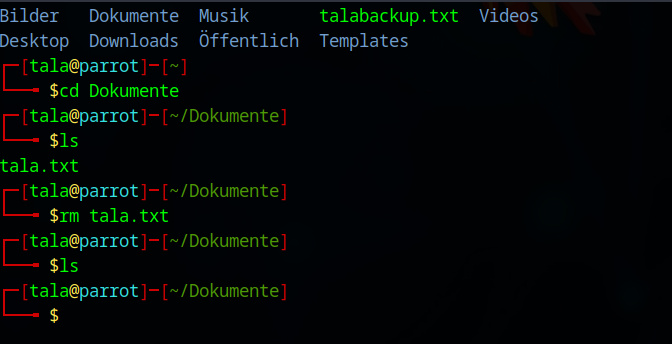 Bilder Dokumente Musik talabackup.txt Videos
Desktop Downloads Öffentlich Templates
┌─[tala@parrot]─[~]
└──╼ $cd Dokumente
┌─[tala@parrot]─[~/Dokumente]
└──╼ $ls
tala.txt
┌─[tala@parrot]─[~/Dokumente]
└──╼ $rm tala.txt
┌─[tala@parrot]─[~/Dokumente]
└──╼ $ls
┌─[tala@parrot]─[~/Dokumente]
└──╼ $